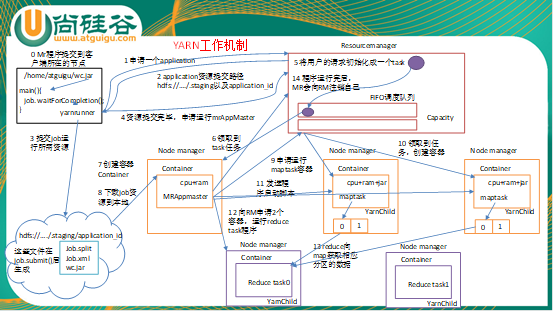 尚硅谷
www.atguigu.com
YARN工作机制
Resourcemanager
0 Mr程序提交到客
户端所在的节点
/home/atguigu/wc.jar
main(){
job.waitForCompletion();
}
yarnrunner
1 申请一个application
2 application资源提交路径
hdfs://…./.staging以及application_id
4 资源提交完毕，申请运行mrAppMaster
5 将用户的请求初始化成一个task
14 程序运行完后，
MR会向RM注销自己
FIFO调度队列
Capacity
3 提交job运
行所需资源
6 领取到
task任务
7 创建容器
Container
8 下载job资
源到本地
9 申请运行
maptask容器
10 领取到任
务，创建容器
11 发送程
序启动脚本
12 向RM申请2个
容器，运行reduce
task程序
13 reduce向
map获取相应
分区的数据
Node manager
Container
cpu+ram
MRAppmaster
Node manager
Container
cpu+ram+jar
maptask
YarnChild
0
1
Node manager
Container
cpu+ram+jar
maptask
YarnChild
0
1
hdfs://…./.staging/application_id
这些文件在
job.submit()后
生成
Job.split
Job.xml
wc.jar
Node manager
Container
Reduce task0
YarnChild
Node manager
Container
Reduce task1
YarnChild